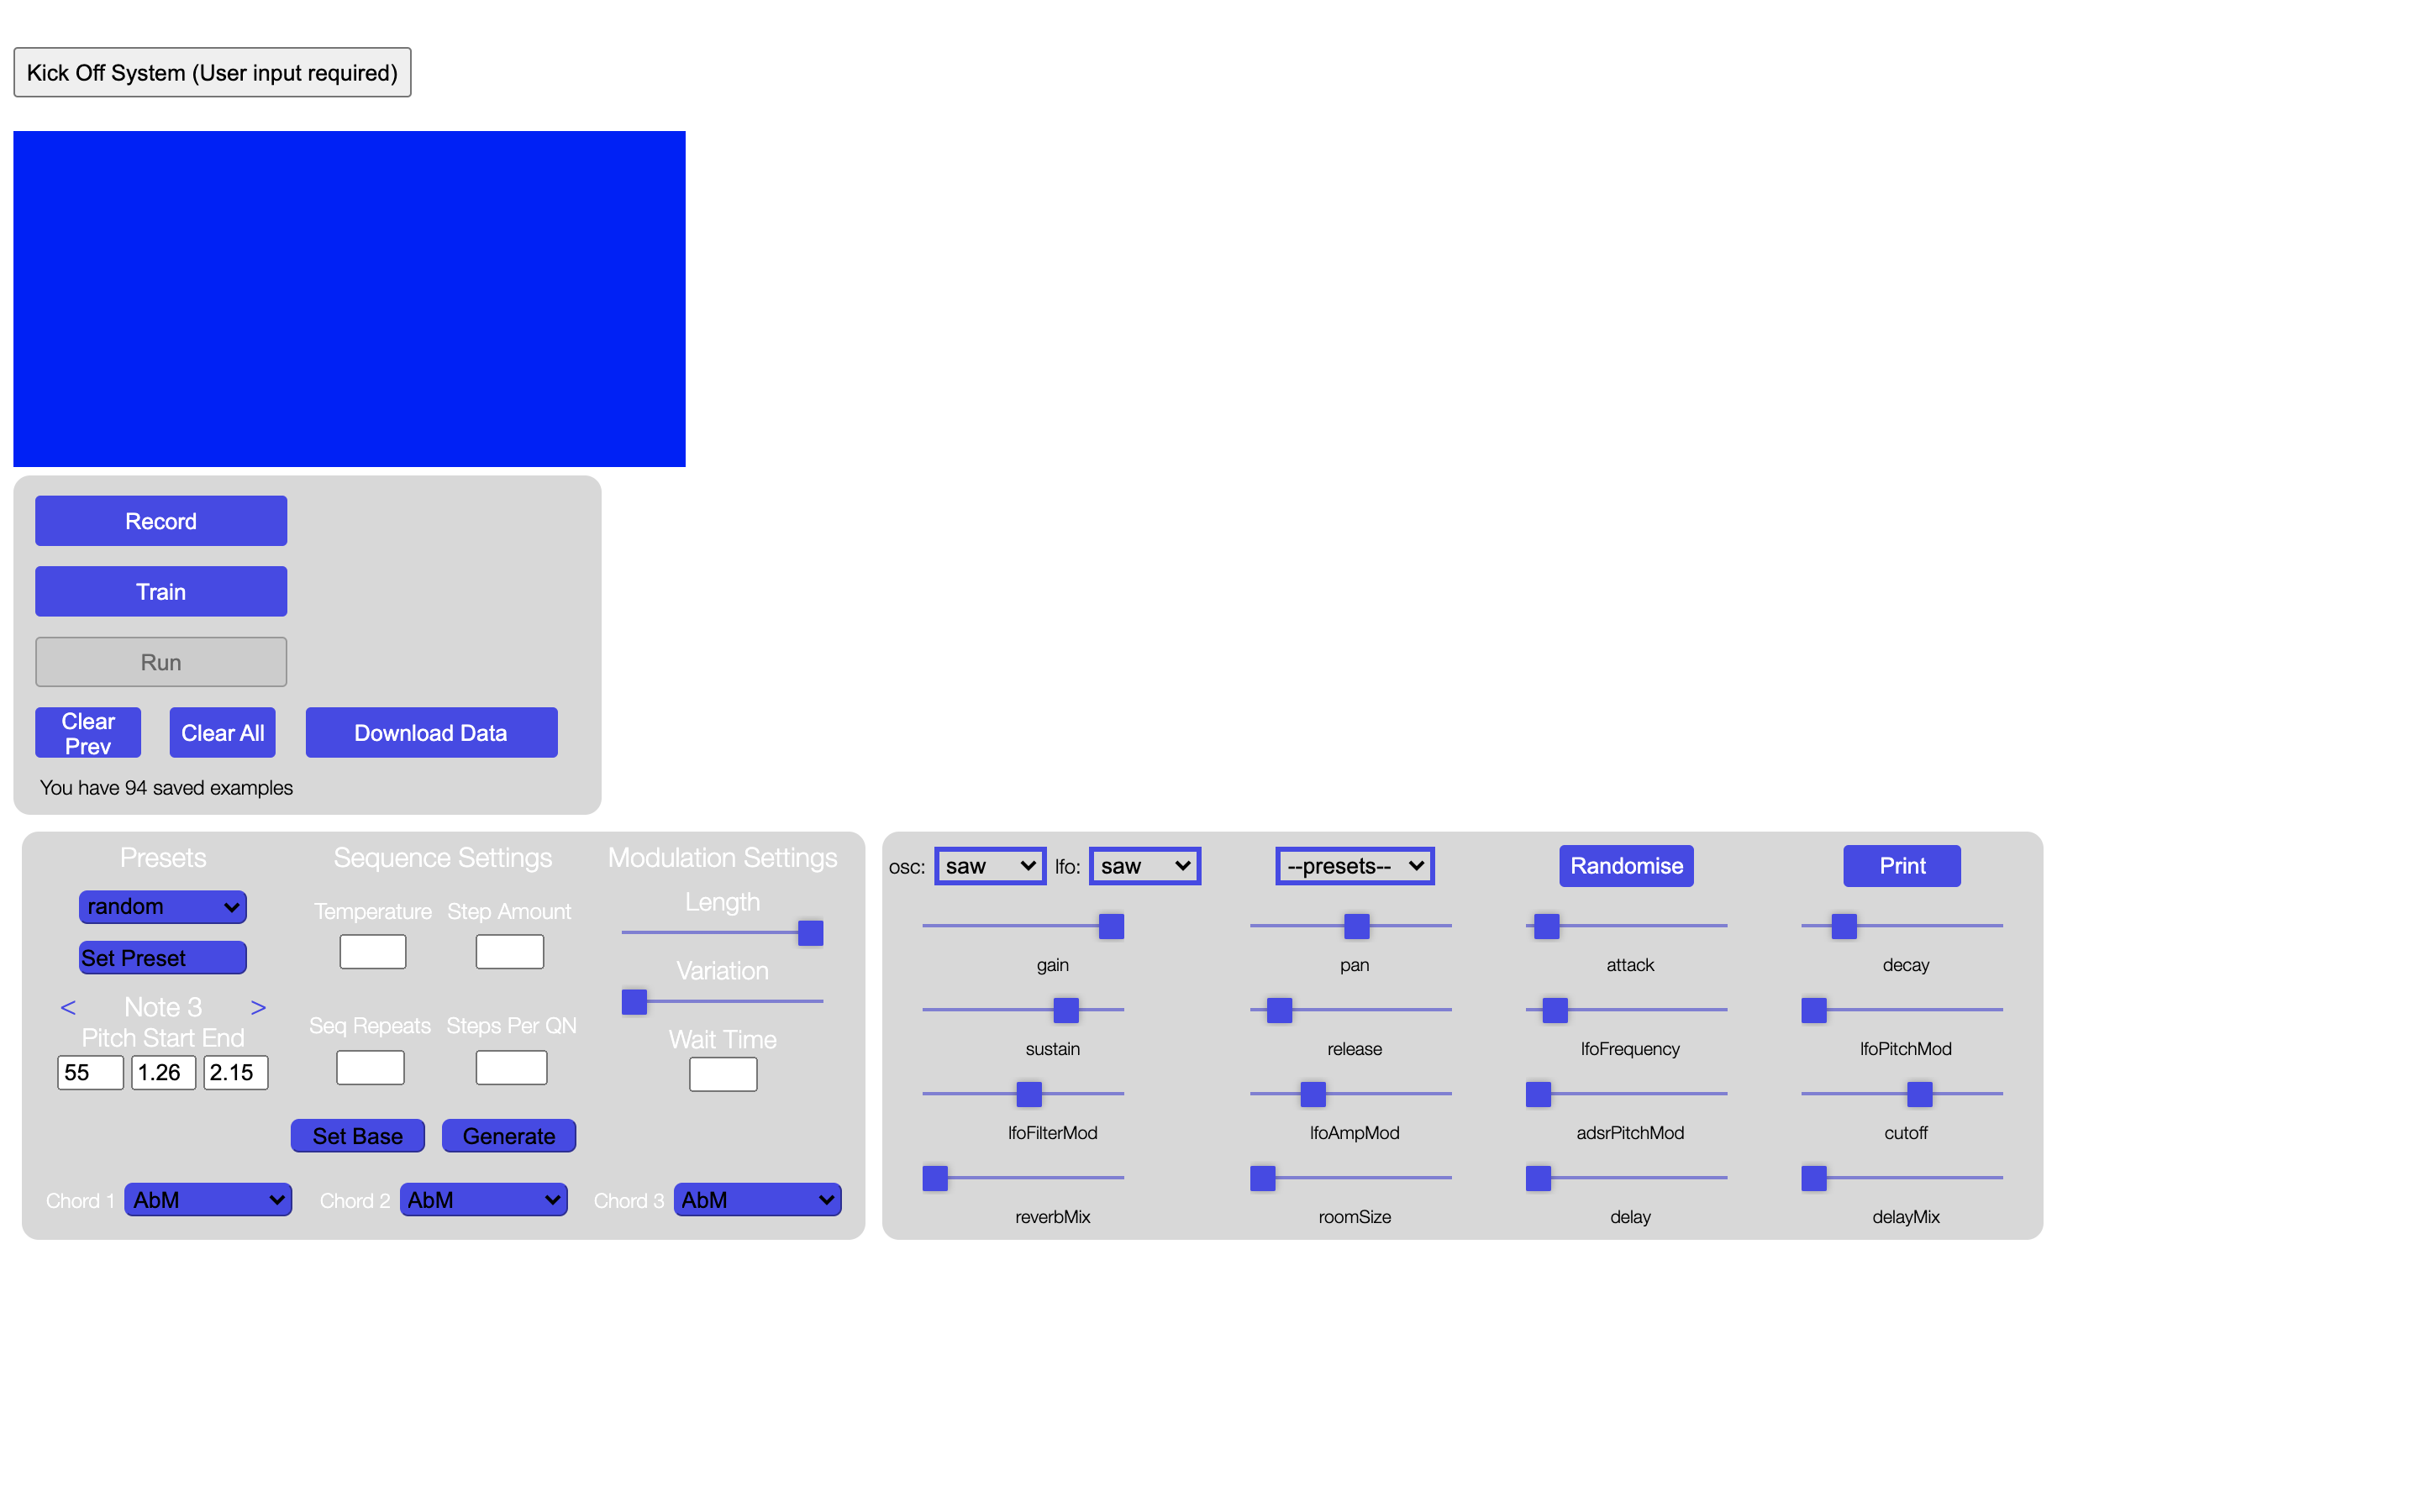 Kick Off System (User input required)
Record
Train
Run
Clear Prev
Clear All
Download Data
You have 94 saved examples
Presets
random
Set Preset
< Note 3 >
Pitch Start End
55 1.26 2.15
Sequence Settings
Temperature Step Amount
Seq Repeats Steps Per QN
Set Base Generate
Modulation Settings
Length
Variation
Wait Time
Chord 1 AbM Chord 2 AbM Chord 3 AbM
osc: saw lfo: saw --presets-- Randomise Print
gain pan attack decay
sustain release lfoFrequency lfoPitchMod
lfoFilterMod lfoAmpMod adsrPitchMod cutoff
reverbMix roomSize delay delayMix